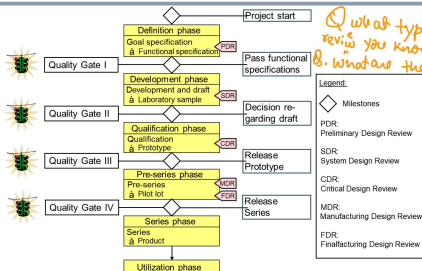 Project start
Q what typ
review you know
Q. what are the
Definition phase
Goal specification
à Functional specification
PDR
Quality Gate I
Pass functional
specifications
Development phase
Development and draft
à Laboratory sample
SDR
Quality Gate II
Decision re-
garding draft
Qualification phase
Qualification
à Prototype
CDR
Quality Gate III
Release
Prototype
Pre-series phase
Pre-series
à Pilot lot
MDR
FDR
Quality Gate IV
Release
Series
Series phase
Series
à Product
Utilization phase
Legend:
Milestones
PDR:
Preliminary Design Review
SDR:
System Design Review
CDR:
Critical Design Review
MDR:
Manufacturing Design Review
FDR:
Finalfacturing Design Review